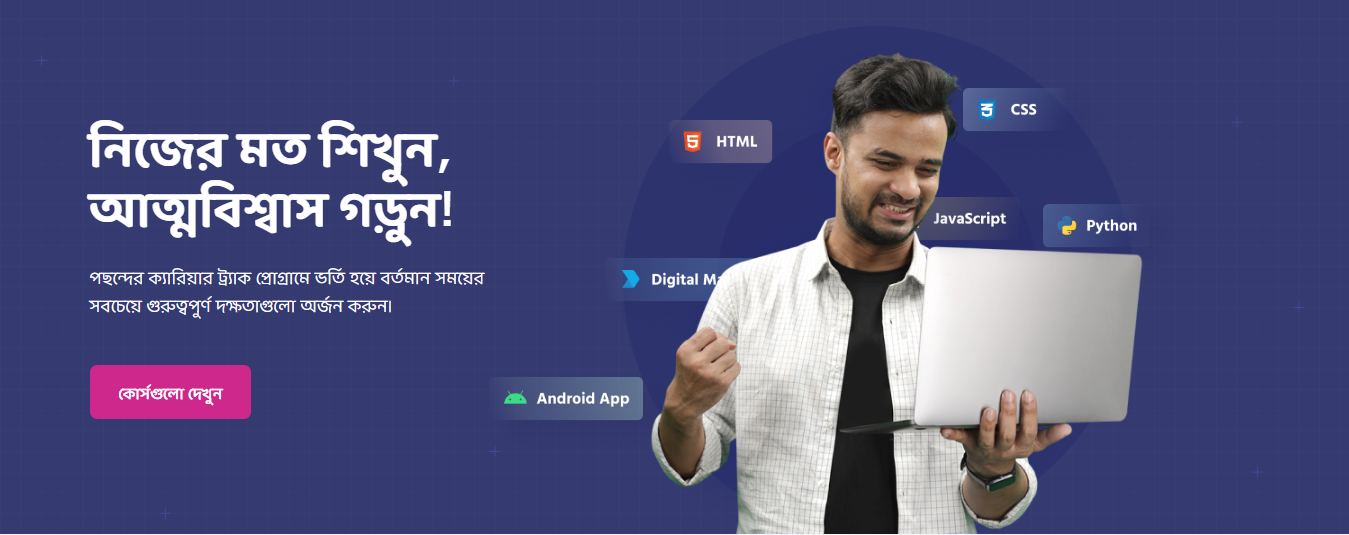 নিজের মত শিখুন,
আত্মবিশ্বাস গড়ুন!
পছন্দের ক্যারিয়ার ট্র্যাক প্রোগ্রামে ভর্তি হয়ে বর্তমান সময়ের
সবচেয়ে গুরুত্বপুর্ণ দক্ষতাগুলো অর্জন করুন।
কোর্সগুলো দেখুন
CSS
HTML
JavaScript
Python
Digital
Android App